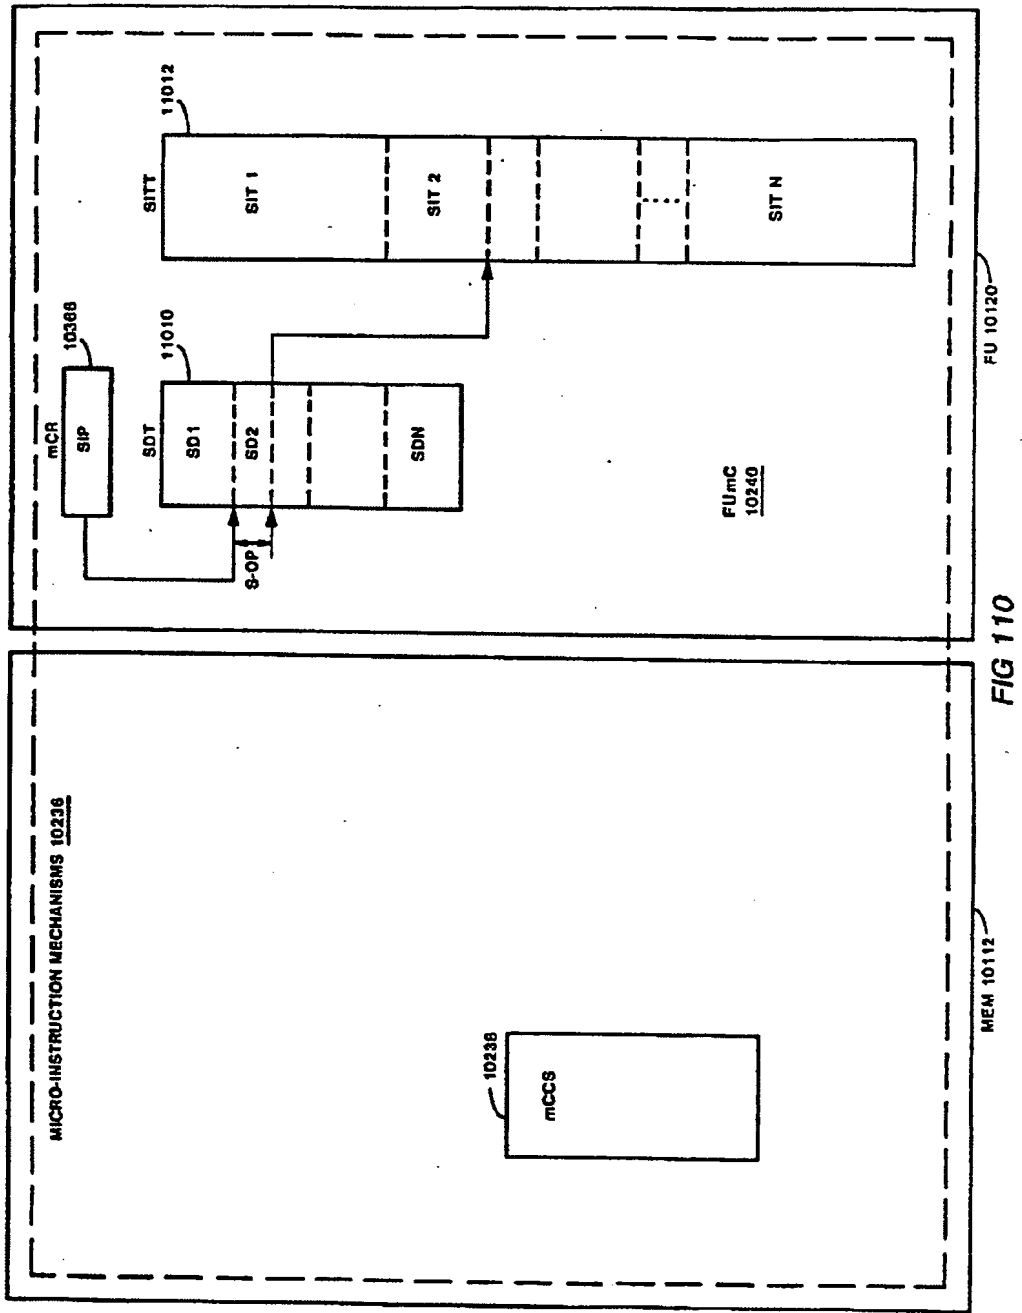 MICRO-INSTRUCTION MECHANISMS 10236
10238
mCCS
MEM 10112
mCR
10366
SIP
SDT
11010
SD1
SD2
SDN
S-OP
SITT
11012
SIT 1
SIT 2
SIT N
FUmC
10240
FU 10120
FIG 110